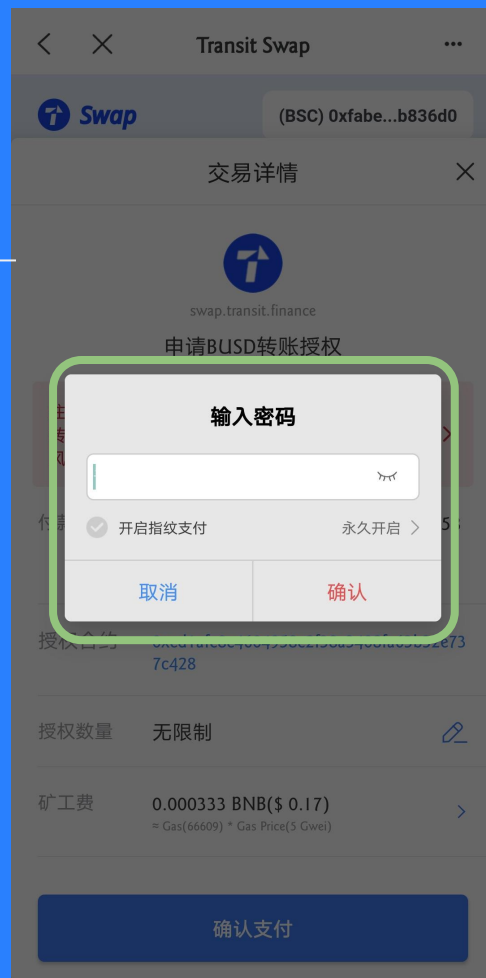 Transit Swap
Swap
(BSC) 0xfabe...b836d0
交易详情
swap.transit.finance
申请BUSD转账授权
输入密码
开启指纹支付
永久开启
取消
确认
授权合约
7c428
授权数量
无限制
矿工费
0.000333 BNB($ 0.17)
= Gas(66609) * Gas Price(5 Gwei)
确认支付